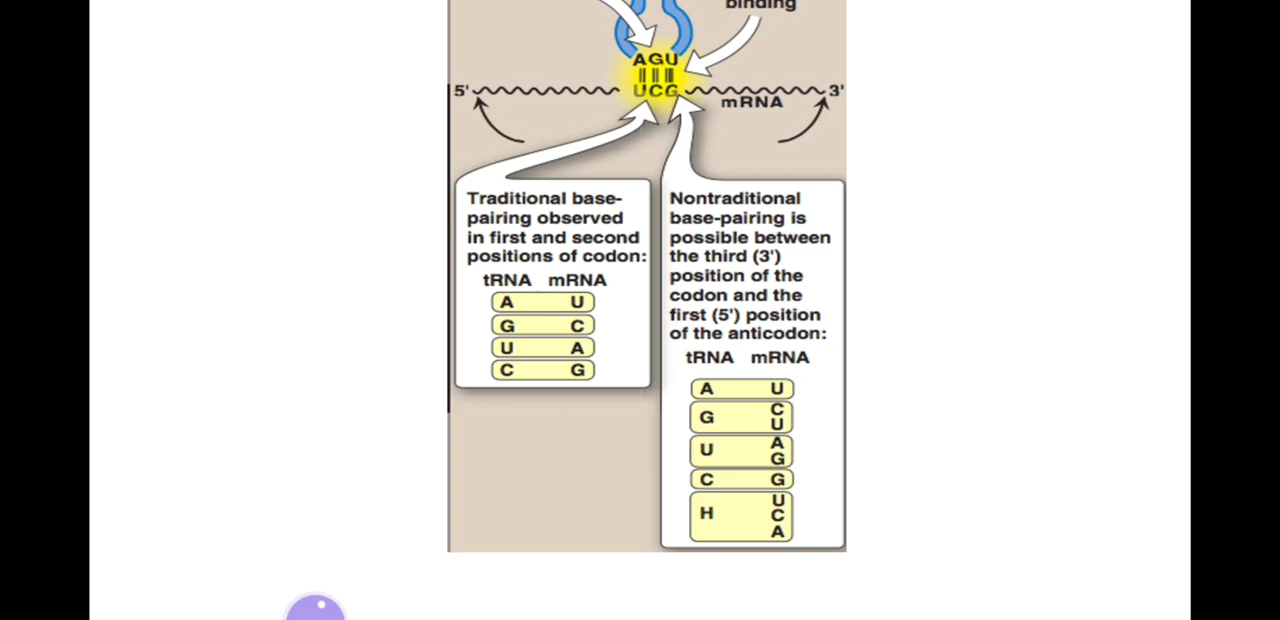 binding
AGU
UCG
5'
3'
mRNA
Traditional base-
pairing observed
in first and second
positions of codon:
tRNA mRNA
A U
G C
U A
C G
Nontraditional
base-pairing is
possible between
the third (3')
position of the
codon and the
first (5') position
of the anticodon:
tRNA mRNA
A U
G C
U
U A
G
C G
H U
C
A